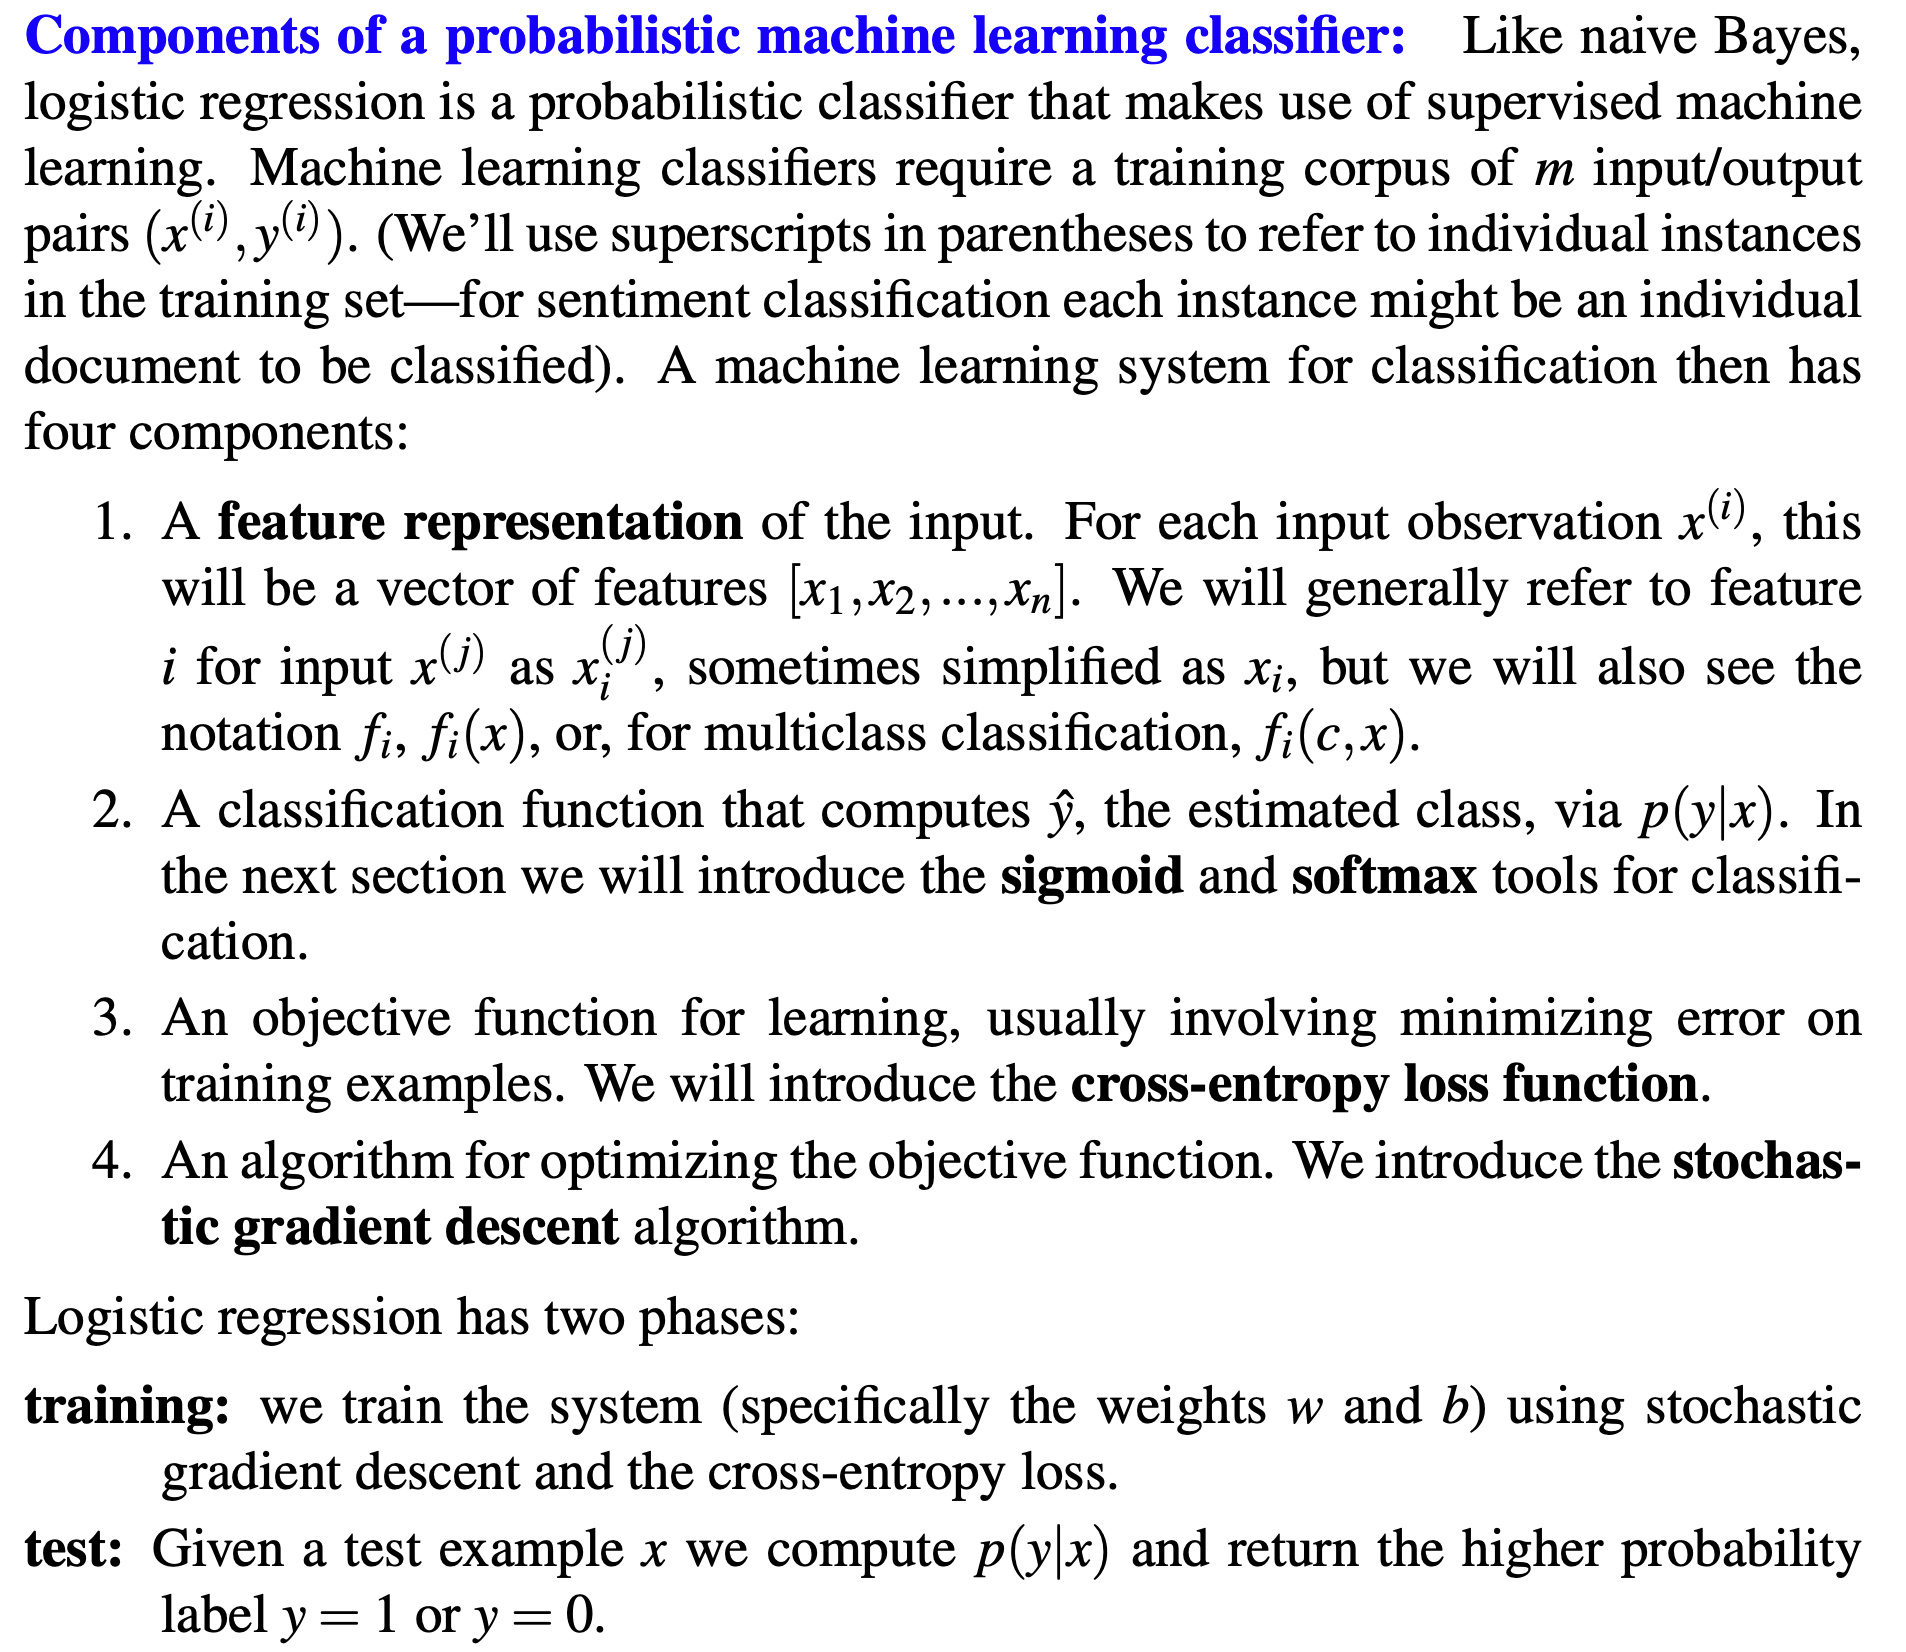 Components of a probabilistic machine learning classifier: Like naive Bayes,
logistic regression is a probabilistic classifier that makes use of supervised machine
learning. Machine learning classifiers require a training corpus of m input/output
pairs (x^(i), y^(i)). (We'll use superscripts in parentheses to refer to individual instances
in the training set—for sentiment classification each instance might be an individual
document to be classified). A machine learning system for classification then has
four components:
1. A feature representation of the input. For each input observation x^(i), this
will be a vector of features [x₁, x₂, ..., xₙ]. We will generally refer to feature
i for input x^(j) as x_i^(j), sometimes simplified as x_i, but we will also see the
notation f_i, f_i(x), or, for multiclass classification, f_i(c,x).
2. A classification function that computes ŷ, the estimated class, via p(y|x). In
the next section we will introduce the sigmoid and softmax tools for classifi-
cation.
3. An objective function for learning, usually involving minimizing error on
training examples. We will introduce the cross-entropy loss function.
4. An algorithm for optimizing the objective function. We introduce the stochas-
tic gradient descent algorithm.
Logistic regression has two phases:
training: we train the system (specifically the weights w and b) using stochastic
gradient descent and the cross-entropy loss.
test: Given a test example x we compute p(y|x) and return the higher probability
label y = 1 or y = 0.